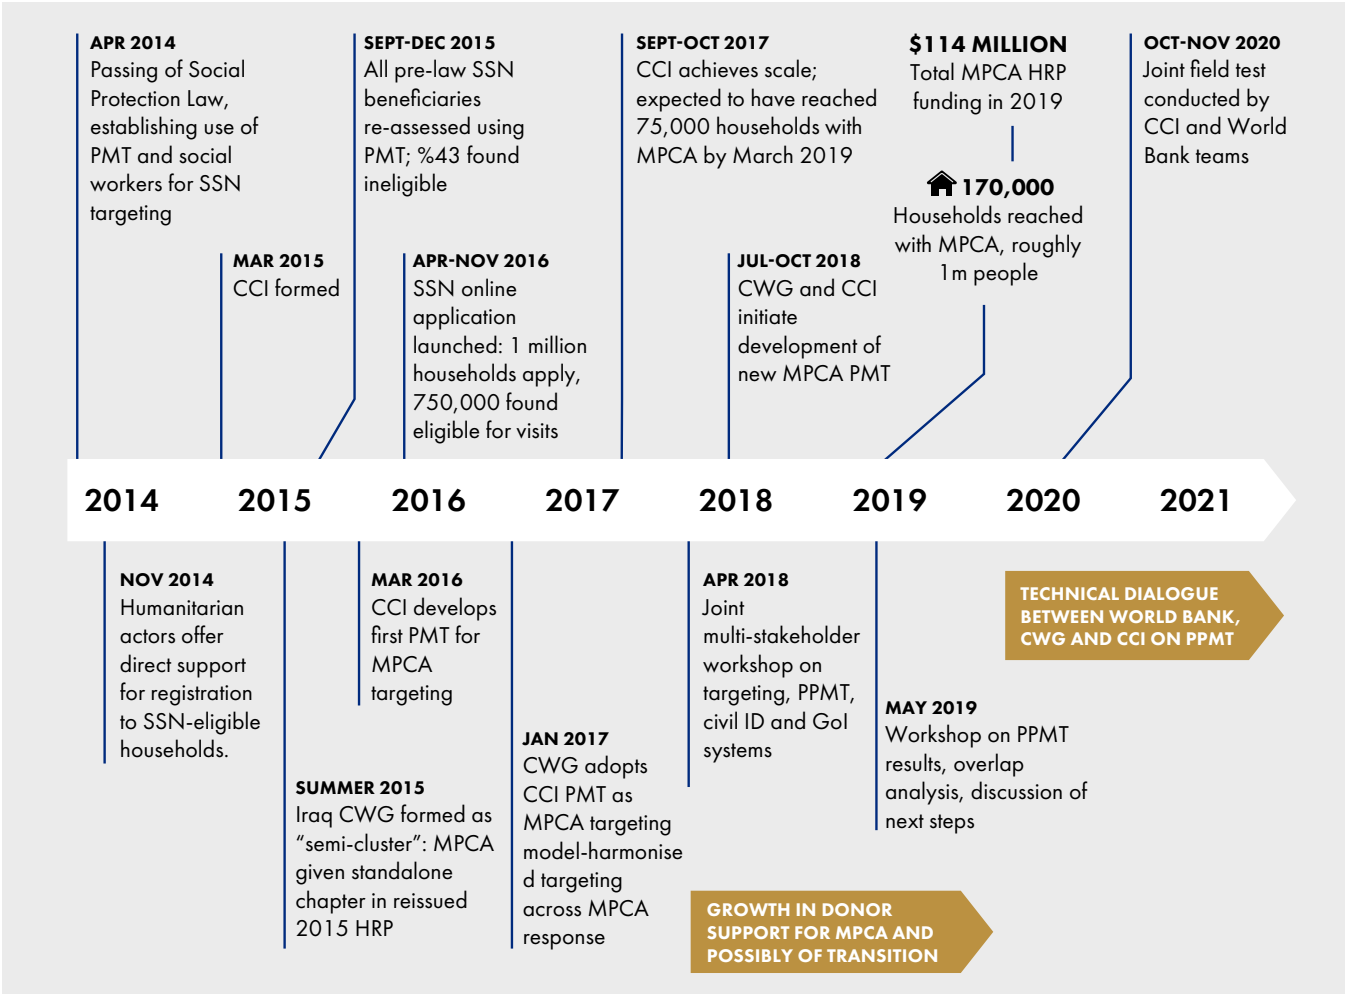 APR 2014
Passing of Social
Protection Law,
establishing use of
PMT and social
workers for SSN
targeting
MAR 2015
CCI formed
SEPT-DEC 2015
All pre-law SSN
beneficiaries
re-assessed using
PMT; %43 found
ineligible
APR-NOV 2016
SSN online
application
launched: 1 million
households apply,
750,000 found
eligible for visits
SEPT-OCT 2017
CCI achieves scale;
expected to have reached
75,000 households with
MPCA by March 2019
JUL-OCT 2018
CWG and CCI
initiate
development of
new MPCA PMT
$114 MILLION
Total MPCA HRP
funding in 2019
170,000
Households reached
with MPCA, roughly
1m people
OCT-NOV 2020
Joint field test
conducted by
CCI and World
Bank teams
2014 2015 2016 2017 2018 2019 2020 2021
NOV 2014
Humanitarian
actors offer
direct support
for registration
to SSN-eligible
households.
SUMMER 2015
Iraq CWG formed as
“semi-cluster”: MPCA
given standalone
chapter in reissued
2015 HRP
MAR 2016
CCI develops
first PMT for
MPCA
targeting
JAN 2017
CWG adopts
CCI PMT as
MPCA targeting
model-harmonise
d targeting
across MPCA
response
APR 2018
Joint
multi-stakeholder
workshop on
targeting, PPMT,
civil ID and GoI
systems
MAY 2019
Workshop on PPMT
results, overlap
analysis, discussion of
next steps
TECHNICAL DIALOGUE
BETWEEN WORLD BANK,
CWG AND CCI ON PPMT
GROWTH IN DONOR
SUPPORT FOR MPCA AND
POSSIBLY OF TRANSITION